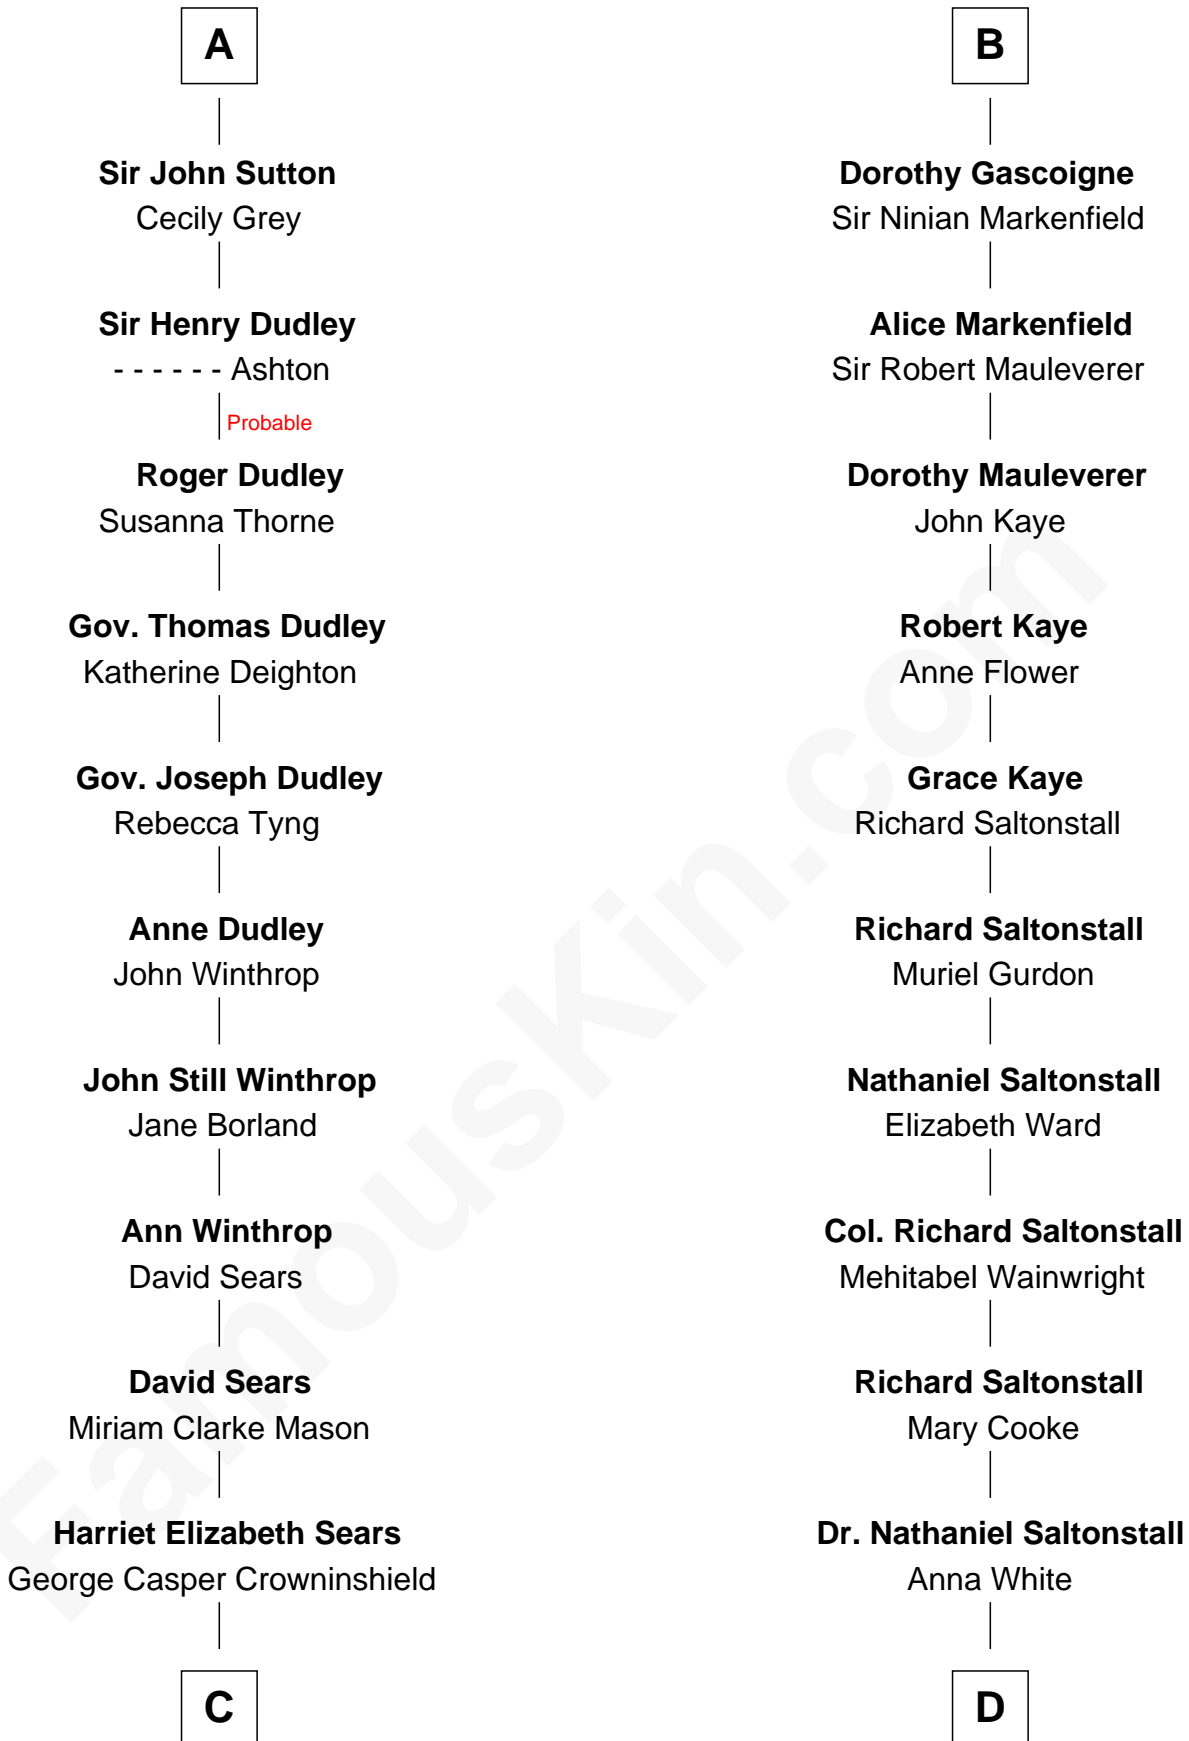 A
Sir John Sutton
Cecily Grey
Sir Henry Dudley
- - - - - - Ashton
Probable
Roger Dudley
Susanna Thorne
Gov. Thomas Dudley
Katherine Deighton
Gov. Joseph Dudley
Rebecca Tyng
Anne Dudley
John Winthrop
John Still Winthrop
Jane Borland
Ann Winthrop
David Sears
David Sears
Miriam Clarke Mason
Harriet Elizabeth Sears
George Casper Crowninshield
C
B
Dorothy Gascoigne
Sir Ninian Markenfield
Alice Markenfield
Sir Robert Mauleverer
Dorothy Mauleverer
John Kaye
Robert Kaye
Anne Flower
Grace Kaye
Richard Saltonstall
Richard Saltonstall
Muriel Gurdon
Nathaniel Saltonstall
Elizabeth Ward
Col. Richard Saltonstall
Mehitabel Wainwright
Richard Saltonstall
Mary Cooke
Dr. Nathaniel Saltonstall
Anna White
D
FamousKin.com